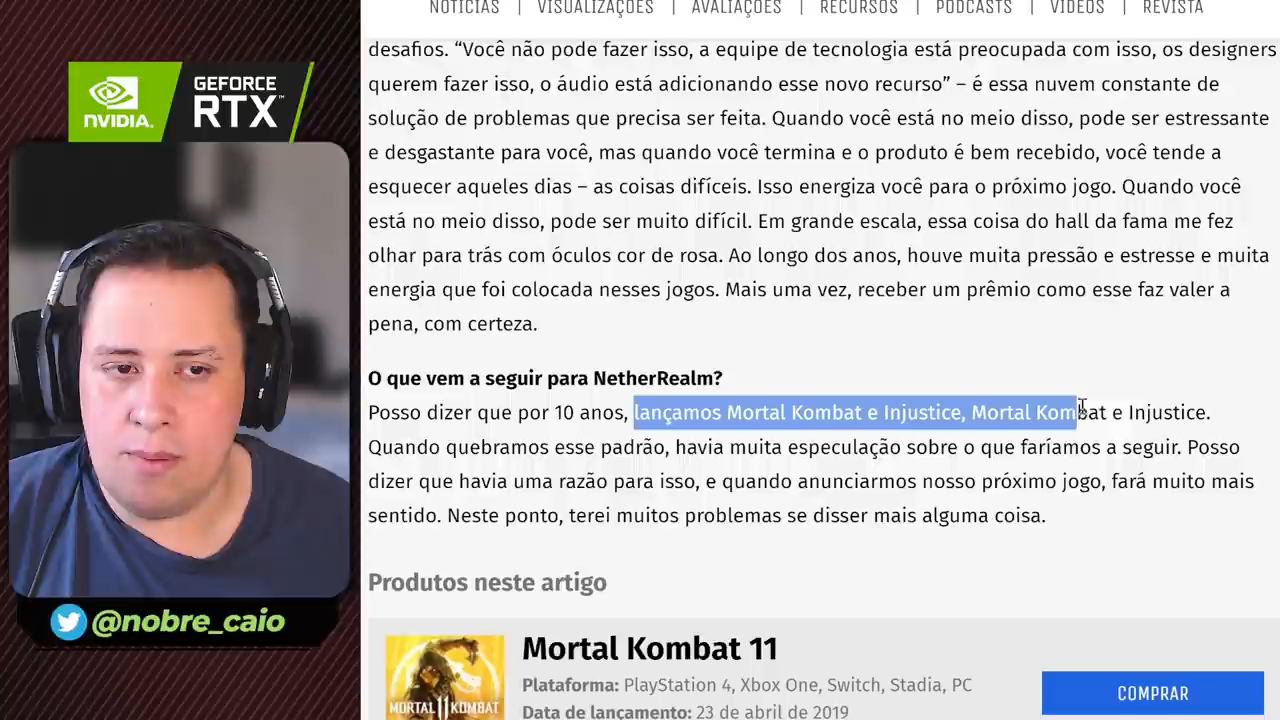 NOTÍCIAS | VISUALIZAÇÕES | AVALIAÇÕES | RECURSOS | PODCASTS | VÍDEOS | REVISTA
NVIDIA.
GEFORCE
RTX™
desafios. “Você não pode fazer isso, a equipe de tecnologia está preocupada com isso, os designers
querem fazer isso, o áudio está adicionando esse novo recurso” – é essa nuvem constante de
solução de problemas que precisa ser feita. Quando você está no meio disso, pode ser estressante
e desgastante para você, mas quando você termina e o produto é bem recebido, você tende a
esquecer aqueles dias – as coisas difíceis. Isso energiza você para o próximo jogo. Quando você
está no meio disso, pode ser muito difícil. Em grande escala, essa coisa do hall da fama me fez
olhar para trás com óculos cor de rosa. Ao longo dos anos, houve muita pressão e estresse e muita
energia que foi colocada nesses jogos. Mais uma vez, receber um prêmio como esse faz valer a
pena, com certeza.
O que vem a seguir para NetherRealm?
Posso dizer que por 10 anos, lançamos Mortal Kombat e Injustice, Mortal Kombat e Injustice.
Quando quebramos esse padrão, havia muita especulação sobre o que faríamos a seguir. Posso
dizer que havia uma razão para isso, e quando anunciarmos nosso próximo jogo, fará muito mais
sentido. Neste ponto, terei muitos problemas se disser mais alguma coisa.
@nobre_caio
Produtos neste artigo
MORTAL KOMBAT 11
Mortal Kombat 11
Plataforma: PlayStation 4, Xbox One, Switch, Stadia, PC
Data de lançamento: 23 de abril de 2019
COMPRAR